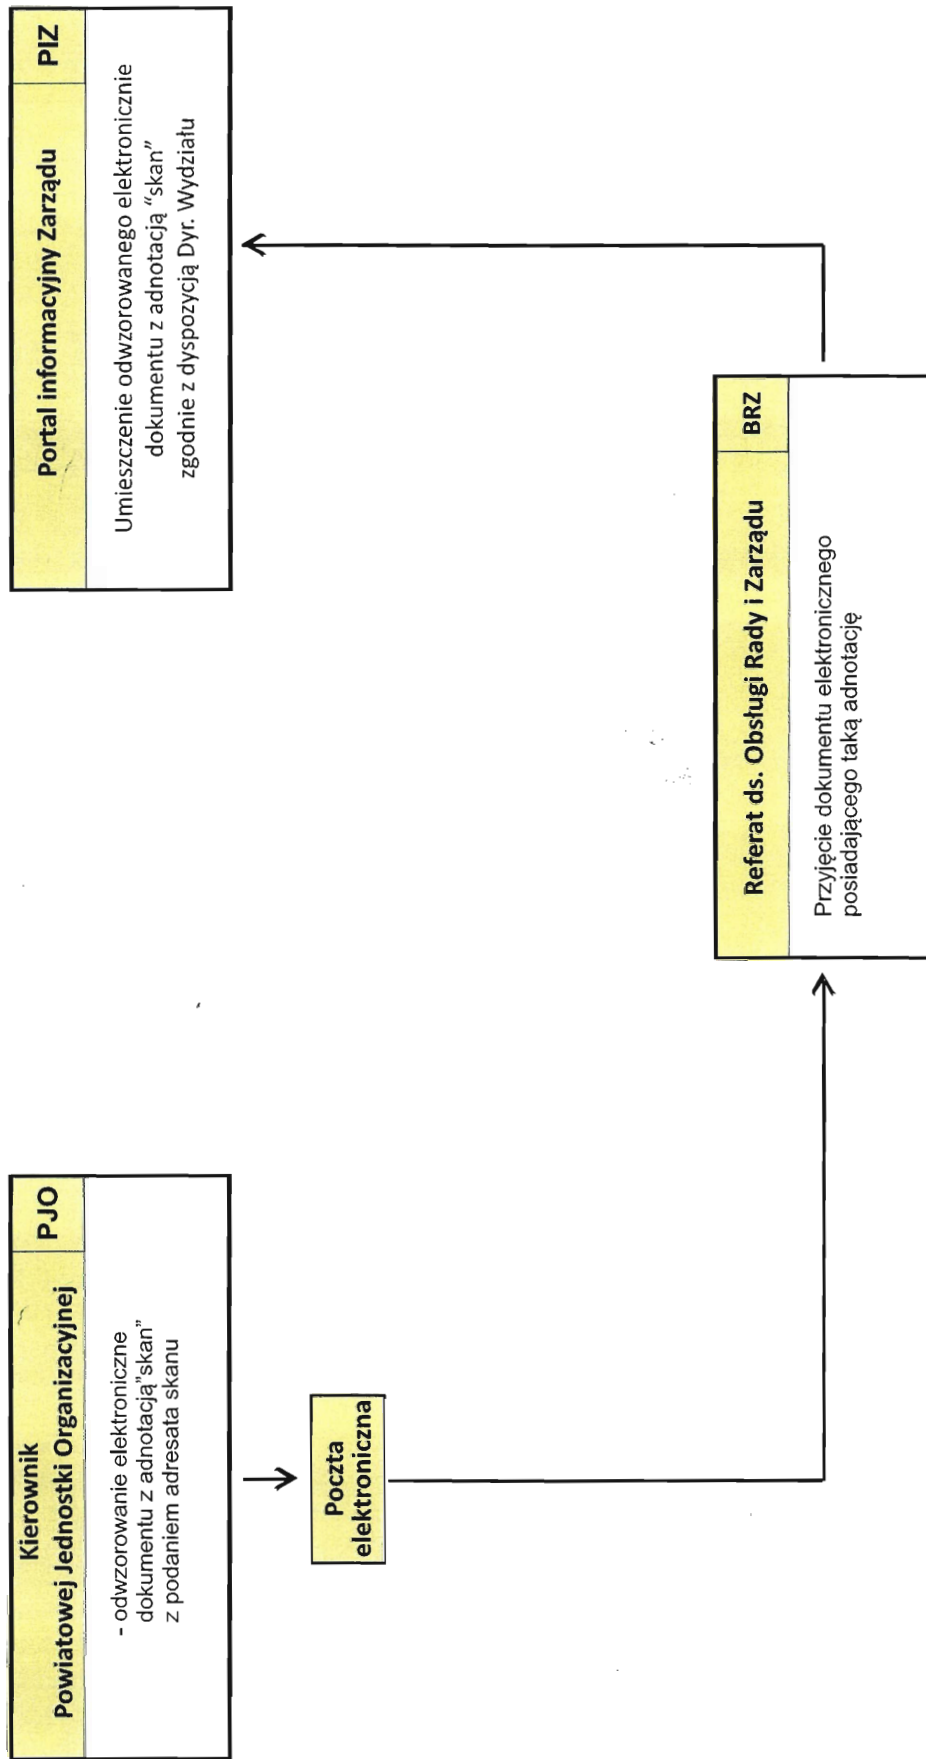 Kierownik
Powiatowej Jednostki Organizacyjnej
PJO
- odwzorowanie elektroniczne
dokumentu z adnotacją"skan"
z podaniem adresata skanu
Poczta
elektroniczna
Referat ds. Obsługi Rady i Zarządu
BRZ
Przyjęcie dokumentu elektronicznego
posiadającego taką adnotację
Portal informacyjny Zarządu
PIZ
Umieszczenie odwzorowanego elektronicznie
dokumentu z adnotacją “skan”
zgodnie z dyspozycją Dyr. Wydziału